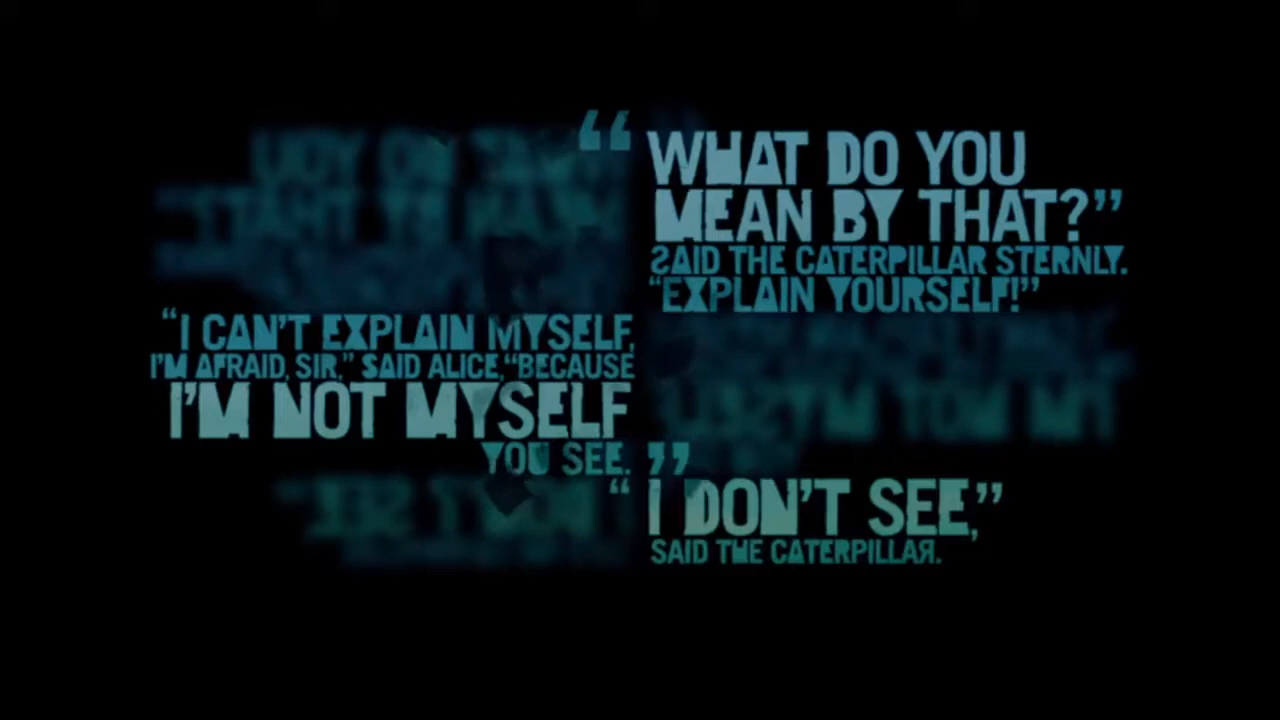 “WHAT DO YOU
MEAN BY THAT?”
SAID THE CATERPILLAR STERNLY.
“EXPLAIN YOURSELF!”
“I CAN’T EXPLAIN MYSELF,
I’M AFRAID, SIR,” SAID ALICE, “BECAUSE
I’M NOT MYSELF
YOU SEE.”
“I DON’T SEE,”
SAID THE CATERPILLAR.